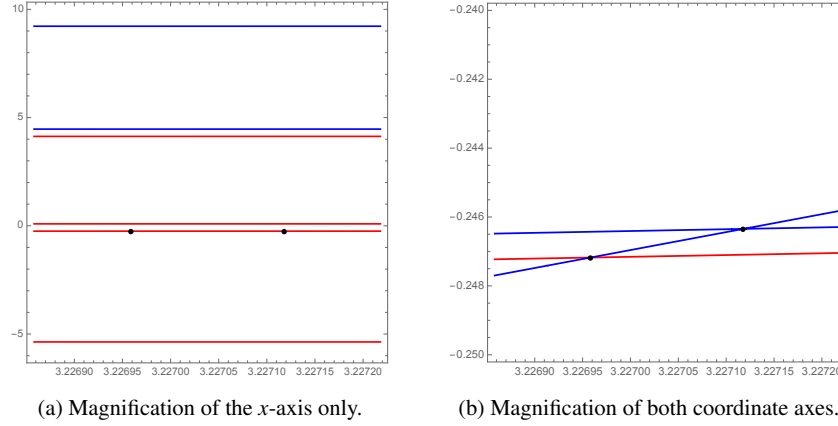 10
5
0
−5
3.22690 3.22695 3.22700 3.22705 3.22710 3.22715 3.22720
(a) Magnification of the x-axis only.
−0.240
−0.242
−0.244
−0.246
−0.248
−0.250
3.22690 3.22695 3.22700 3.22705 3.22710 3.22715 3.22720
(b) Magnification of both coordinate axes.